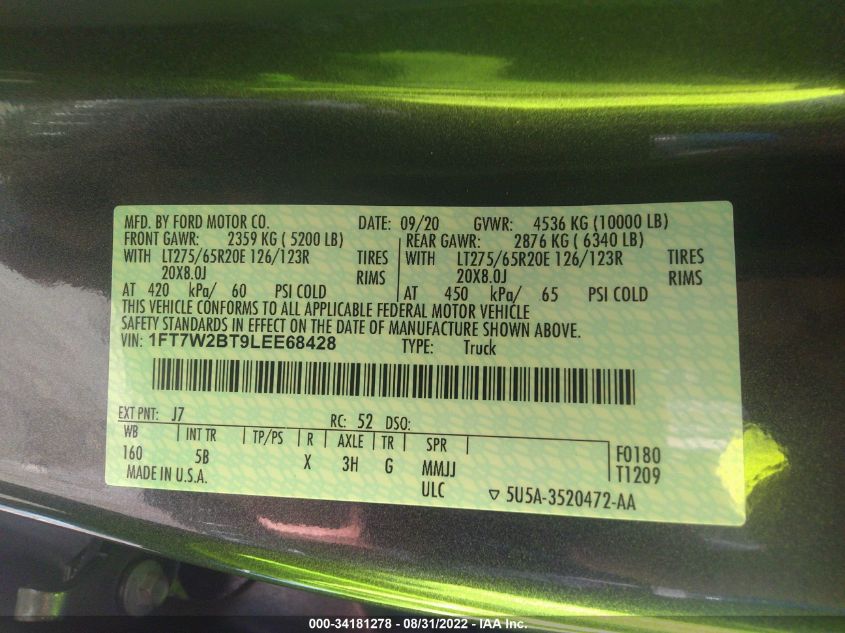 MFD. BY FORD MOTOR CO. DATE: 09/20 GVWR: 4536 KG (10000 LB)
FRONT GAWR: 2359 KG ( 5200 LB) REAR GAWR: 2876 KG ( 6340 LB)
WITH LT275/65R20E 126/123R TIRES WITH LT275/65R20E 126/123R TIRES
20X8.0J RIMS 20X8.0J RIMS
AT 420 kPa/ 60 PSI COLD AT 450 kPa/ 65 PSI COLD
THIS VEHICLE CONFORMS TO ALL APPLICABLE FEDERAL MOTOR VEHICLE
SAFETY STANDARDS IN EFFECT ON THE DATE OF MANUFACTURE SHOWN ABOVE.
VIN: 1FT7W2BT9LEE68428 TYPE: Truck
EXT PNT: J7 RC: 52 DSO:
WB INT TR TP/PS R AXLE TR SPR
160 5B X 3H G MMJJ F0180
MADE IN U.S.A. ULC T1209
5U5A-3520472-AA
000-34181278 - 08/31/2022 - IAA Inc.